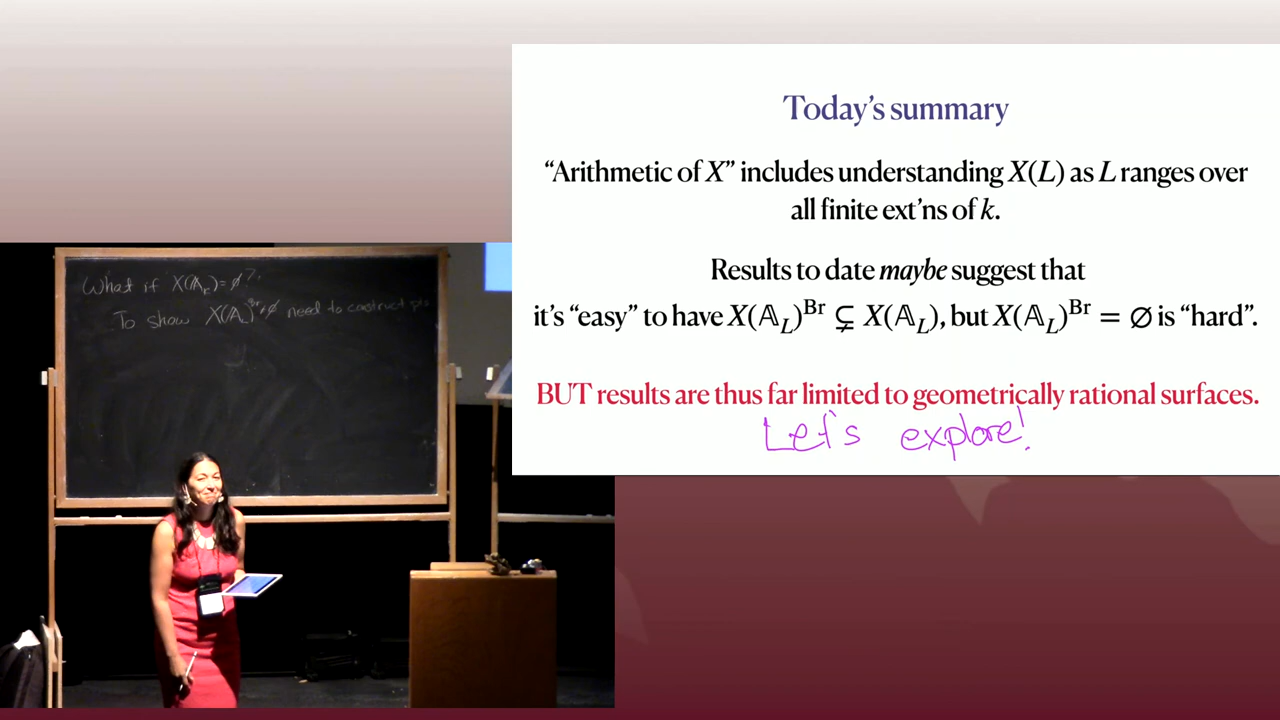 Today's summary
“Arithmetic of X” includes understanding X(L) as L ranges over
all finite ext'ns of k.
Results to date maybe suggest that
it's “easy” to have X(𝔸_L)^Br ⊊ X(𝔸_L), but X(𝔸_L)^Br = ∅ is “hard”.
BUT results are thus far limited to geometrically rational surfaces.
Let's explore!
What if X(𝔸_k)=∅?
To show X(𝔸_L)^Br ≠ ∅ need to construct pts